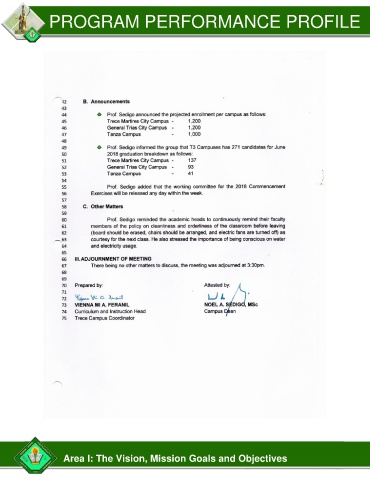 PROGRAM PERFORMANCE PROFILE
42 B. Announcements
43
44 Prof. Sedigo announced the projected enrollment per campus as follows:
45 Trece Martires City Campus - 1,200
46 General Trias City Campus - 1,200
47 Tanza Campus - 1,000
48
49 Prof. Sedigo informed the group that T3 Campuses has 271 candidates for June
50 2018 graduation breakdown as follows:
51 Trece Martires City Campus - 137
52 General Trias City Campus - 93
53 Tanza Campus - 41
54
55 Prof. Sedigo added that the working committee for the 2018 Commencement
56 Exercises will be released any day within the week.
57
58 C. Other Matters
59
60 Prof. Sedigo reminded the academic heads to continuously remind their faculty
61 members of the policy on cleanliness and orderliness of the classroom before leaving
62 (board should be erased, chairs should be arranged, and electric fans are turned off) as
63 courtesy for the next class. He also stressed the importance of being conscious on water
64 and electricity usage.
65
66 III. ADJOURNMENT OF MEETING
67 There being no other matters to discuss, the meeting was adjourned at 3:30pm.
68
69
70 Prepared by: Attested by:
71
72
73 VIENNA MI A. FERANIL NOEL A. SEDIGO, MSc
74 Curriculum and Instruction Head Campus Dean
75 Trece Campus Coordinator
Area I: The Vision, Mission Goals and Objectives